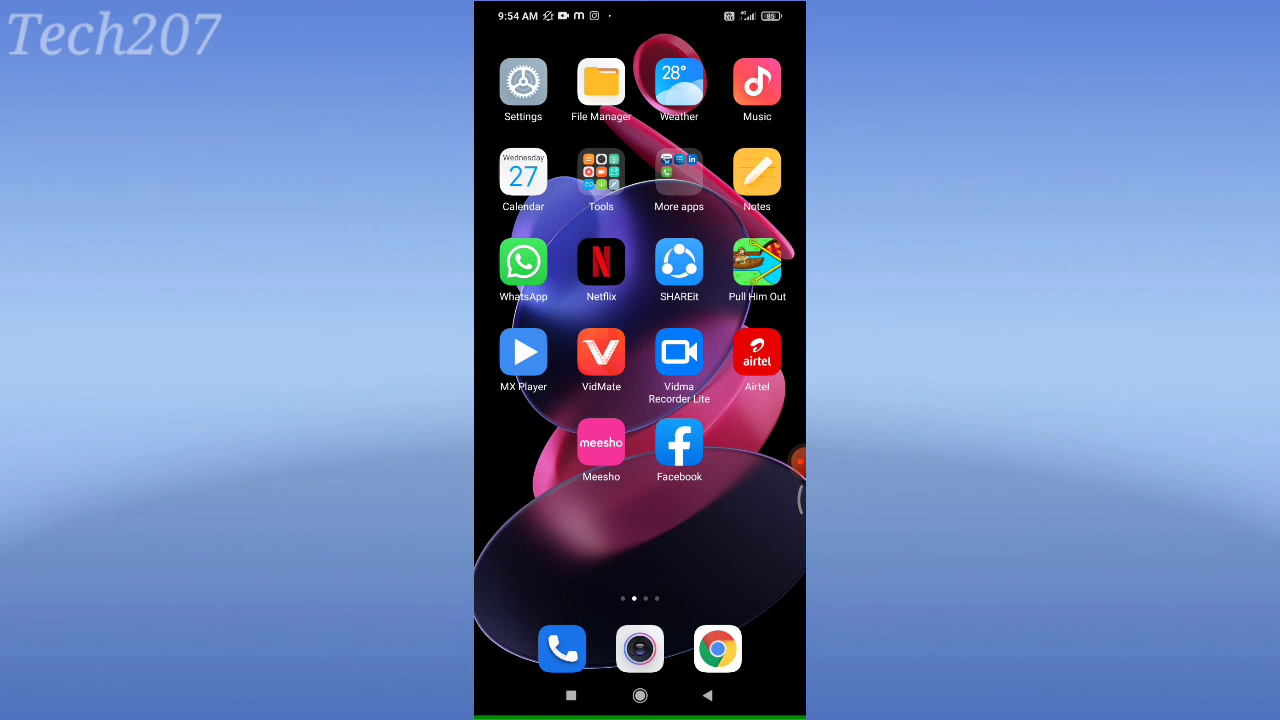 Tech207
9:54 AM
85
28°
Settings
File Manager
Weather
Music
Wednesday
27
Calendar
Tools
More apps
Notes
WhatsApp
Netflix
SHAREit
Pull Him Out
airtel
MX Player
VidMate
Vidma
Recorder Lite
Airtel
meesho
Meesho
Facebook